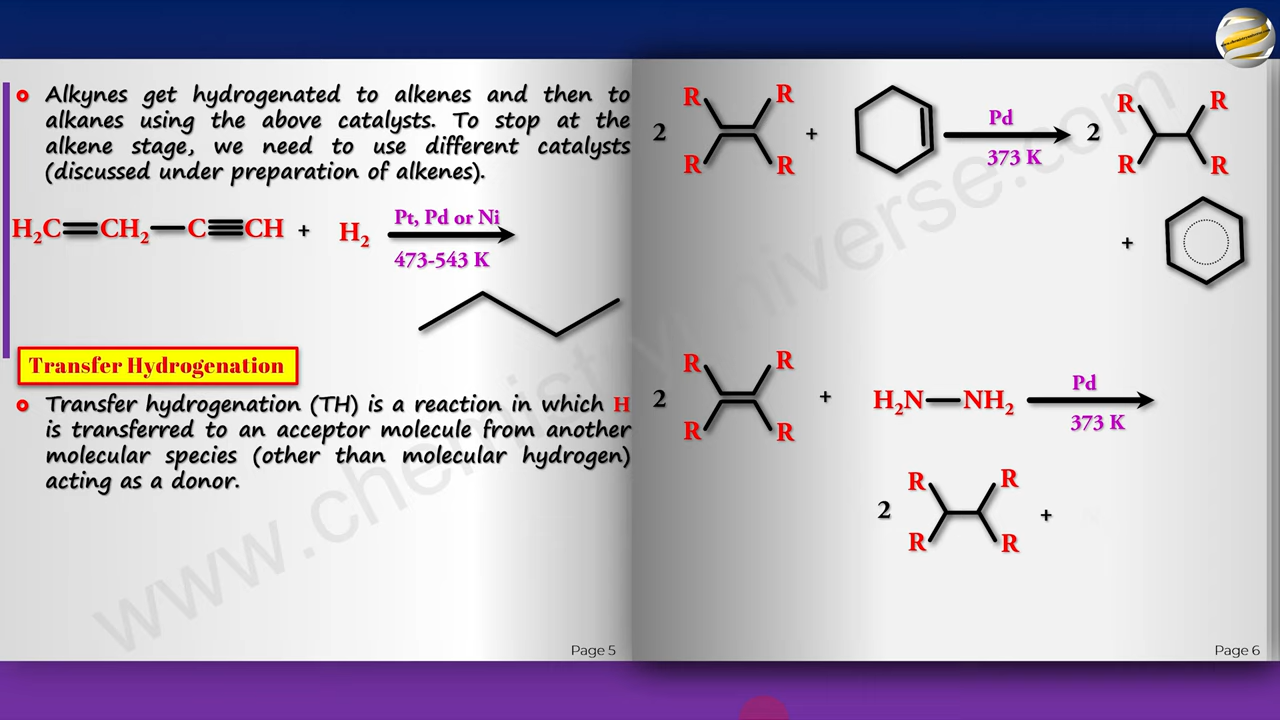 Alkynes get hydrogenated to alkenes and then to
alkanes using the above catalysts. To stop at the
alkene stage, we need to use different catalysts
(discussed under preparation of alkenes).
H₂C=CH₂—C≡CH + H₂ Pt, Pd or Ni
473-543 K
Transfer Hydrogenation
Transfer hydrogenation (TH) is a reaction in which H
is transferred to an acceptor molecule from another
molecular species (other than molecular hydrogen)
acting as a donor.
Page 5
R R R R
2 + Pd 2
R R 373 K R R
+
R R
2 + H₂N—NH₂ Pd
R R 373 K
R R
2 +
R R
Page 6
www.chemistryuniverse.com